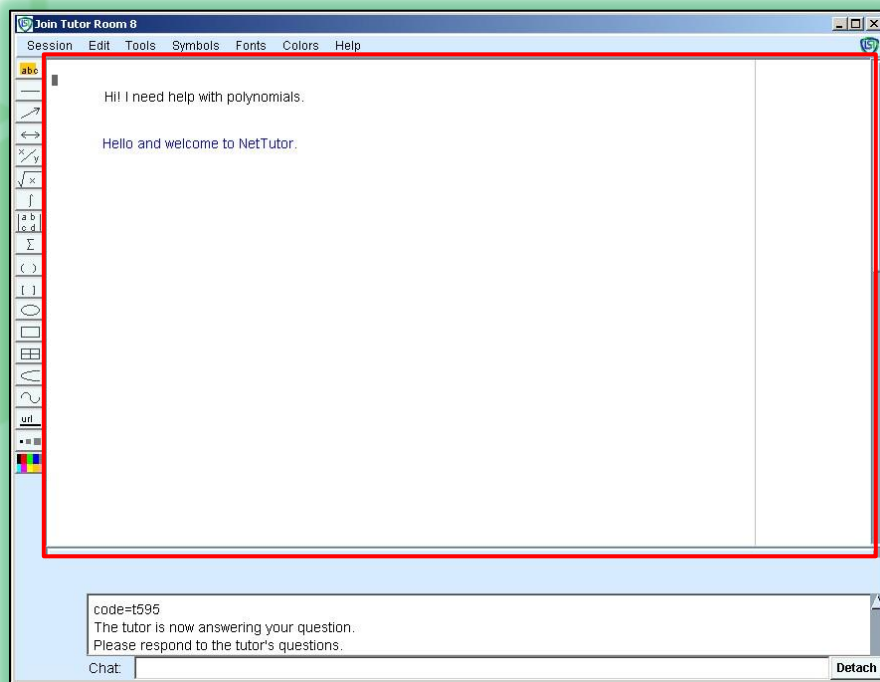 Join Tutor Room 8
Session Edit Tools Symbols Fonts Colors Help
abc
Hi! I need help with polynomials.
x/y
Hello and welcome to NetTutor.
√x
∫
a b
c d
Σ
( )
[ ]
url
code=t595
The tutor is now answering your question.
Please respond to the tutor's questions.
Chat: Detach